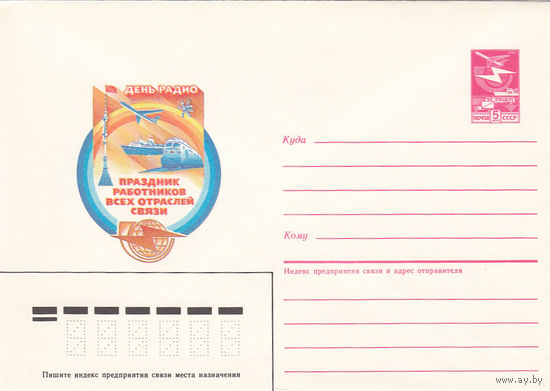 ДЕНЬ РАДИО
ПРАЗДНИК
РАБОТНИКОВ
ВСЕХ ОТРАСЛЕЙ
СВЯЗИ
ПОЧТА 5 СССР
Куда
Кому
Индекс предприятия связи и адрес отправителя
Пишите индекс предприятия связи места назначения
www.ay.by